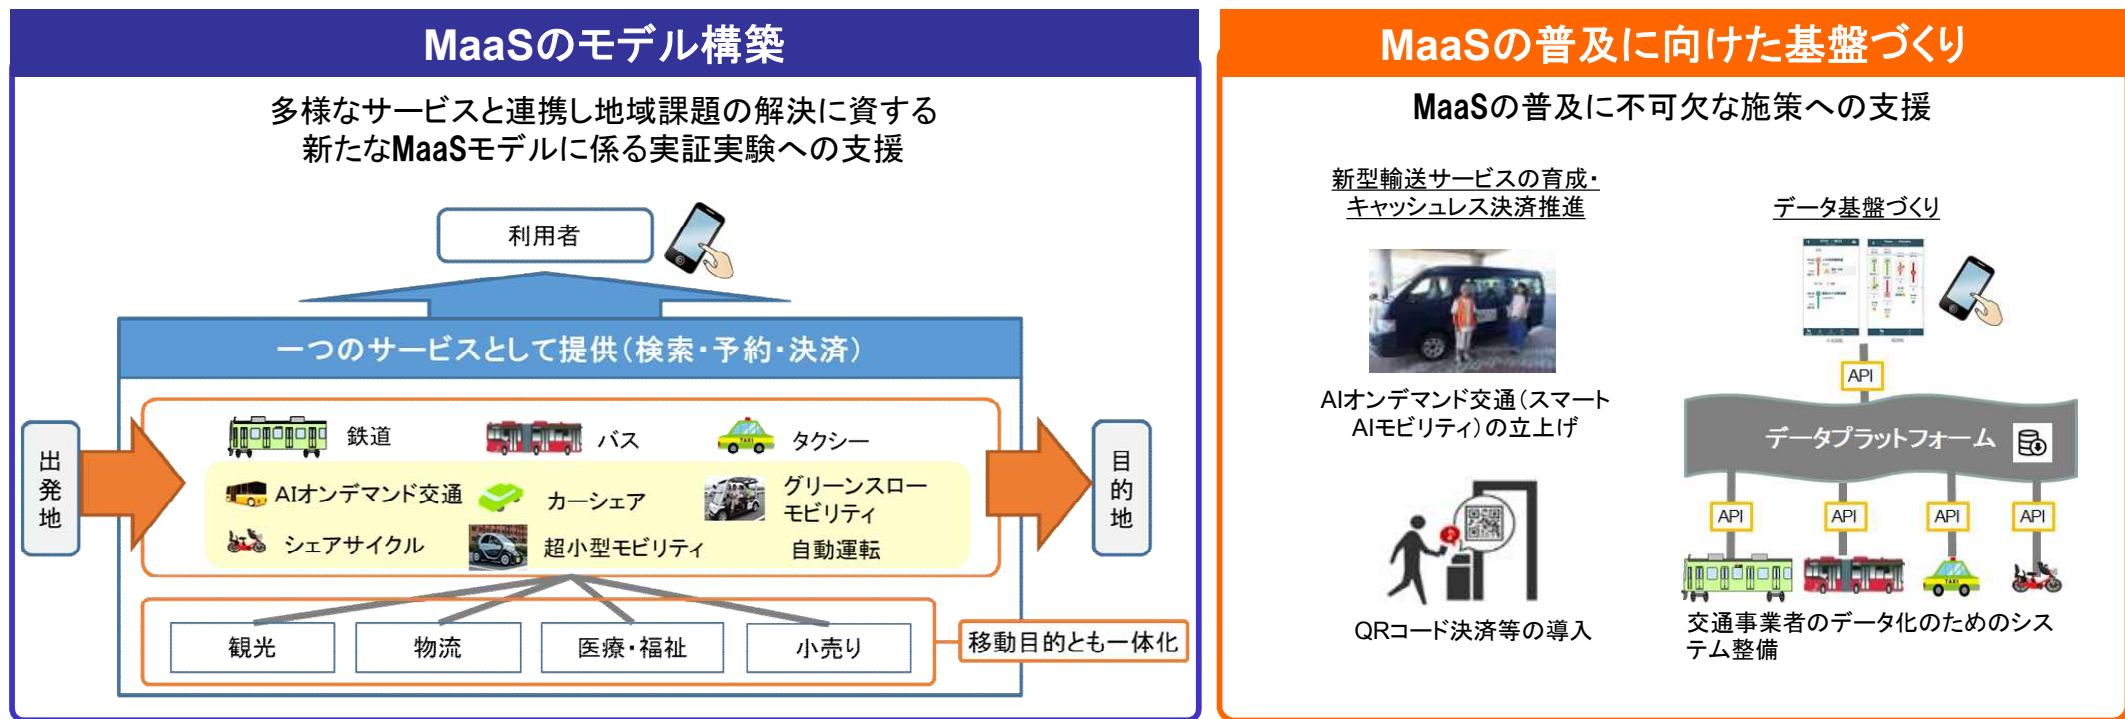 MaaSのモデル構築
多様なサービスと連携し地域課題の解決に資する
新たなMaaSモデルに係る実証実験への支援
利用者
一つのサービスとして提供(検索・予約・決済)
出発地
鉄道
バス
タクシー
TAXI
AIオンデマンド交通
カーシェア
グリーンスロー
モビリティ
シェアサイクル
超小型モビリティ
自動運転
目的地
観光
物流
医療・福祉
小売り
移動目的とも一体化
MaaSの普及に向けた基盤づくり
MaaSの普及に不可欠な施策への支援
新型輸送サービスの育成・
キャッシュレス決済推進
AIオンデマンド交通(スマート
AIモビリティ)の立上げ
QRコード決済等の導入
データ基盤づくり
API
データプラットフォーム
API
API
API
API
TAXI
交通事業者のデータ化のためのシス
テム整備